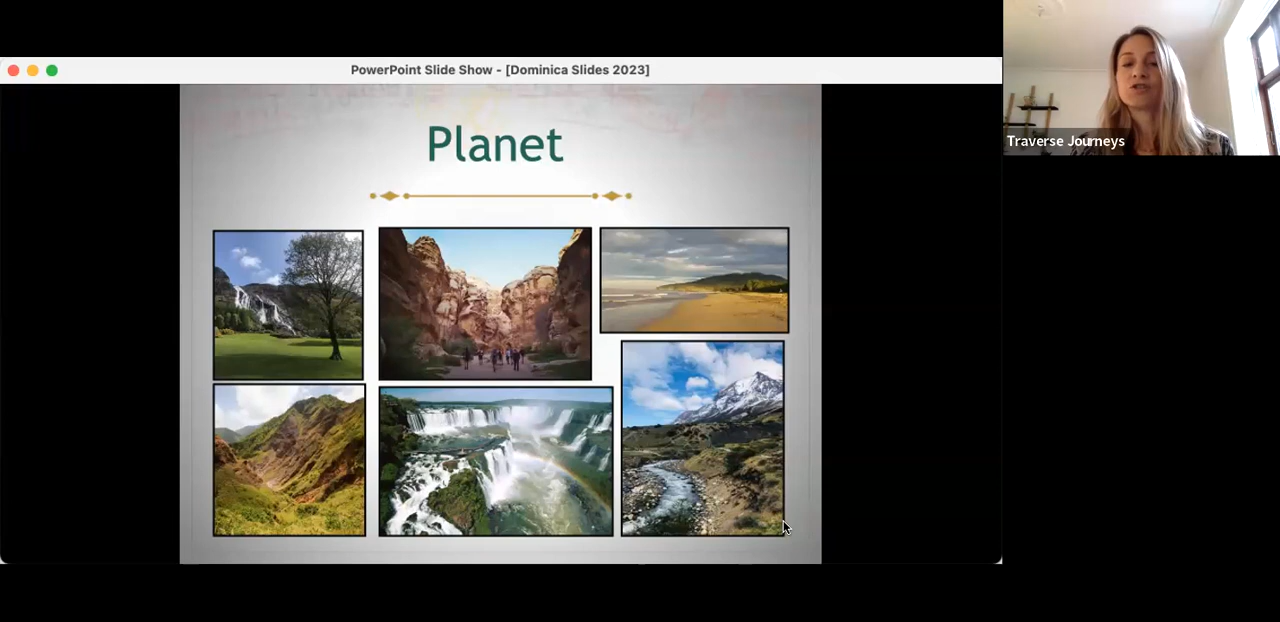 PowerPoint Slide Show - [Dominica Slides 2023]
Planet
Traverse Journeys